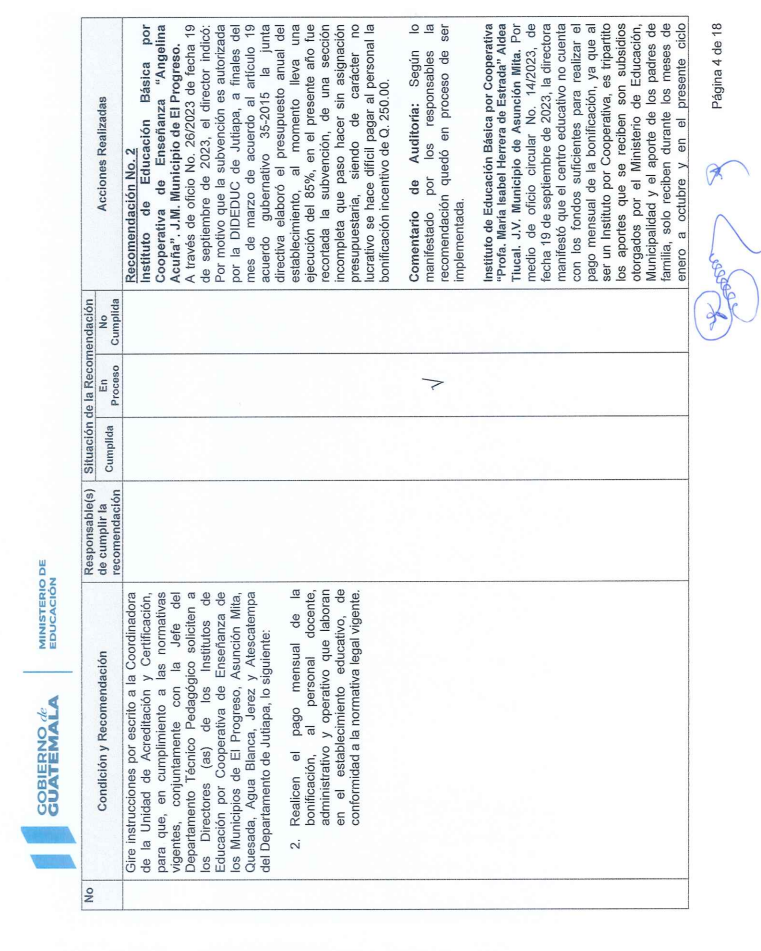 GOBIERNO de
GUATEMALA
MINISTERIO DE
EDUCACIÓN
No
Condición y Recomendación
Responsable(s)
de cumplir la
recomendación
Situación de la Recomendación
Cumplida
En
Proceso
No
Cumplida
Acciones Realizadas
Gire instrucciones por escrito a la Coordinadora
de la Unidad de Acreditación y Certificación,
para que, en cumplimiento a las normativas
vigentes, conjuntamente con la Jefe del
Departamento Técnico Pedagógico soliciten a
los Directores (as) de los Institutos de
Educación por Cooperativa de Enseñanza de
los Municipios de El Progreso, Asunción Mita,
Quesada, Agua Blanca, Jerez y Atescatempa
del Departamento de Jutiapa, lo siguiente:
2. Realicen el pago mensual de la
bonificación, al personal docente,
administrativo y operativo que laboran
en el establecimiento educativo, de
conformidad a la normativa legal vigente.
√
Recomendación No. 2
Instituto de Educación Básica por
Cooperativa de Enseñanza "Angelina
Acuña". J.M. Municipio de El Progreso.
A través de oficio No. 26/2023 de fecha 19
de septiembre de 2023, el director indicó:
Por motivo que la subvención es autorizada
por la DIDEDUC de Jutiapa, a finales del
mes de marzo de acuerdo al artículo 19
acuerdo gubernativo 35-2015 la junta
directiva elaboró el presupuesto anual del
establecimiento, al momento lleva una
ejecución del 85%, en el presente año fue
recortada la subvención, de una sección
incompleta que paso hacer sin asignación
presupuestaria, siendo de carácter no
lucrativo se hace difícil pagar al personal la
bonificación incentivo de Q. 250.00.
Comentario de Auditoría: Según lo
manifestado por los responsables la
recomendación quedó en proceso de ser
implementada.
Instituto de Educación Básica por Cooperativa
"Profa. María Isabel Herrera de Estrada" Aldea
Tiucal. J.V. Municipio de Asunción Mita. Por
medio de oficio circular No. 14/2023, de
fecha 19 de septiembre de 2023, la directora
manifestó que el centro educativo no cuenta
con los fondos suficientes para realizar el
pago mensual de la bonificación, ya que al
ser un Instituto por Cooperativa, es tripartito
los aportes que se reciben son subsidios
otorgados por el Ministerio de Educación,
Municipalidad y el aporte de los padres de
familia, solo reciben durante los meses de
enero a octubre y en el presente ciclo
Página 4 de 18